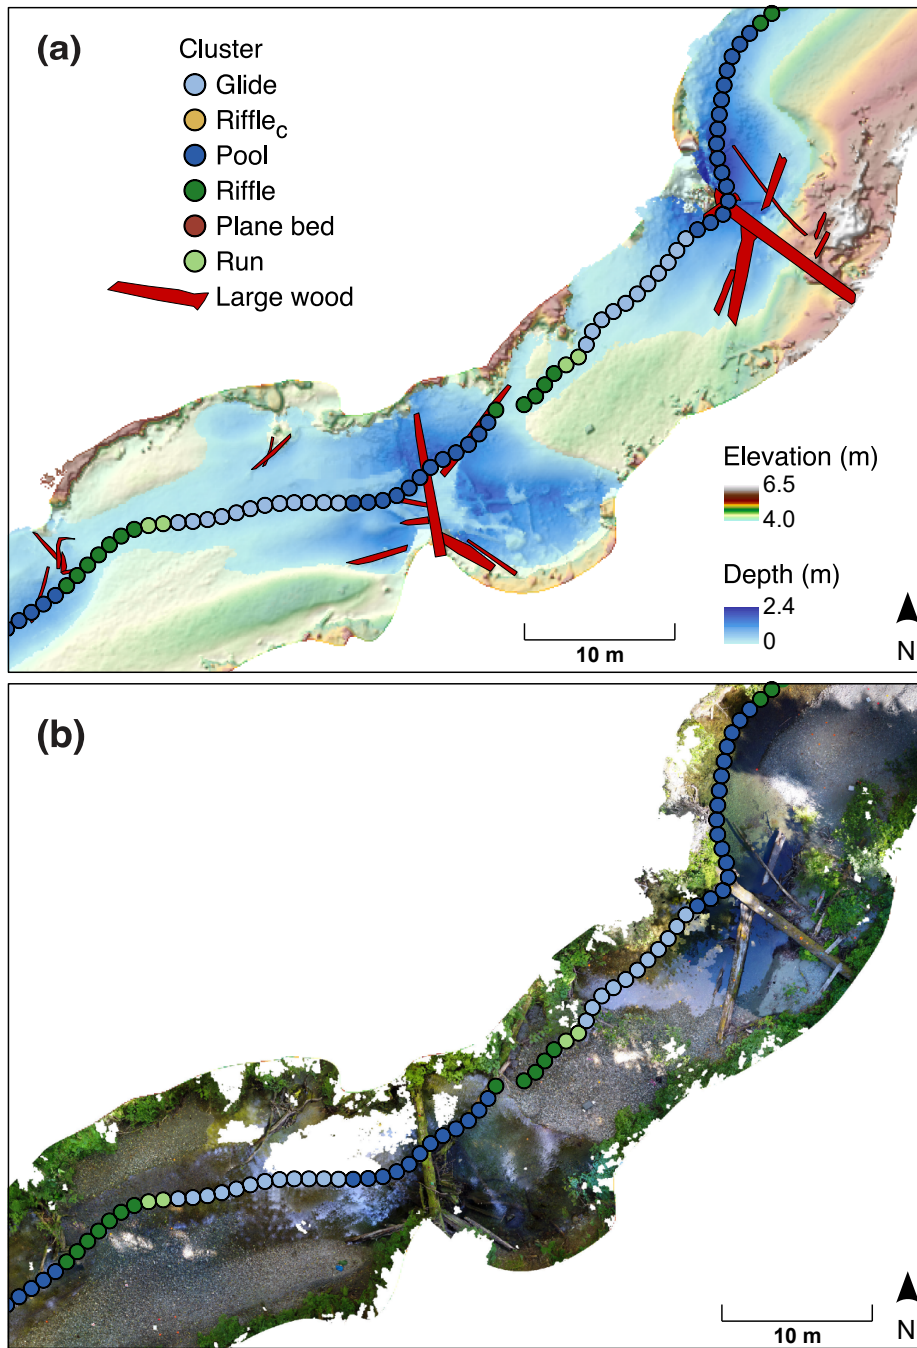 (a)
Cluster
Glide
Riffle_c
Pool
Riffle
Plane bed
Run
Large wood
Elevation (m)
6.5
4.0
Depth (m)
2.4
0
10 m
N
(b)
10 m
N